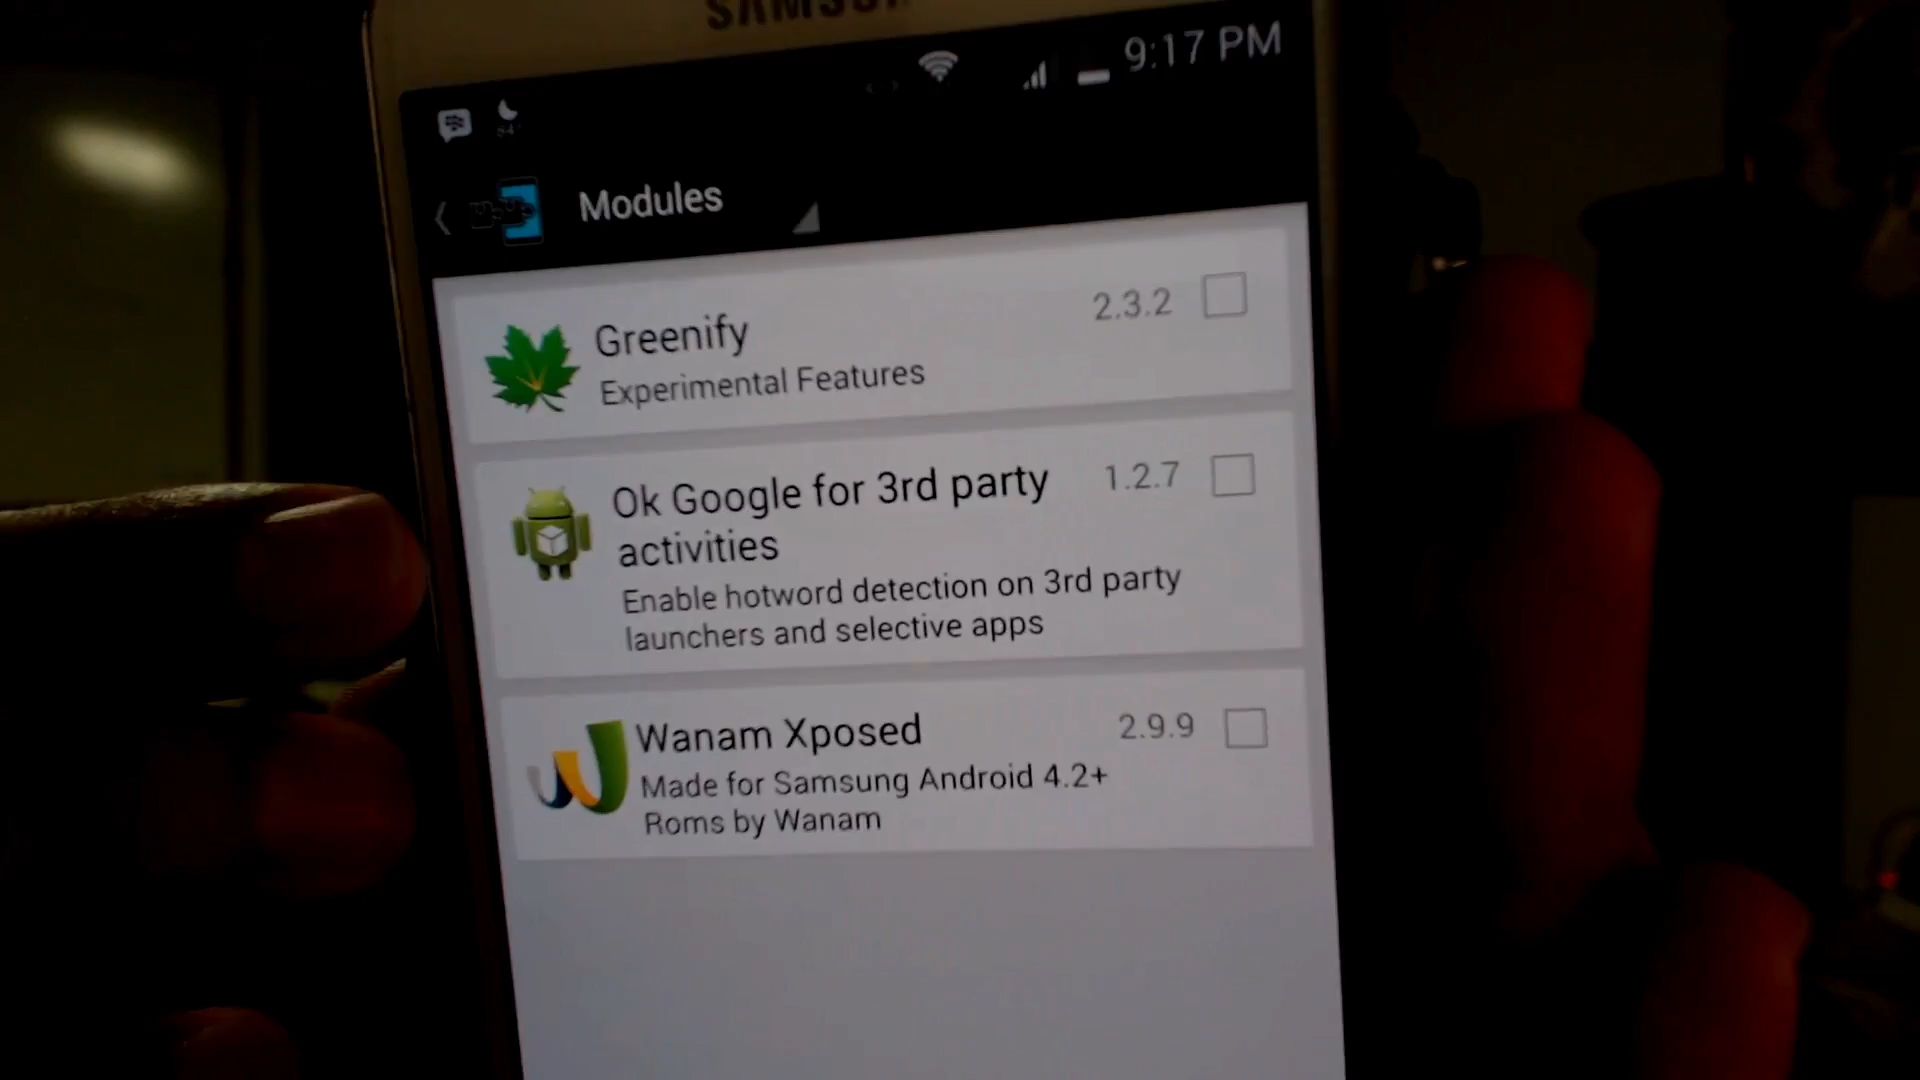 SAMSUNG
9:17 PM
Modules
Greenify
2.3.2
Experimental Features
Ok Google for 3rd party
1.2.7
activities
Enable hotword detection on 3rd party
launchers and selective apps
Wanam Xposed
2.9.9
Made for Samsung Android 4.2+
Roms by Wanam